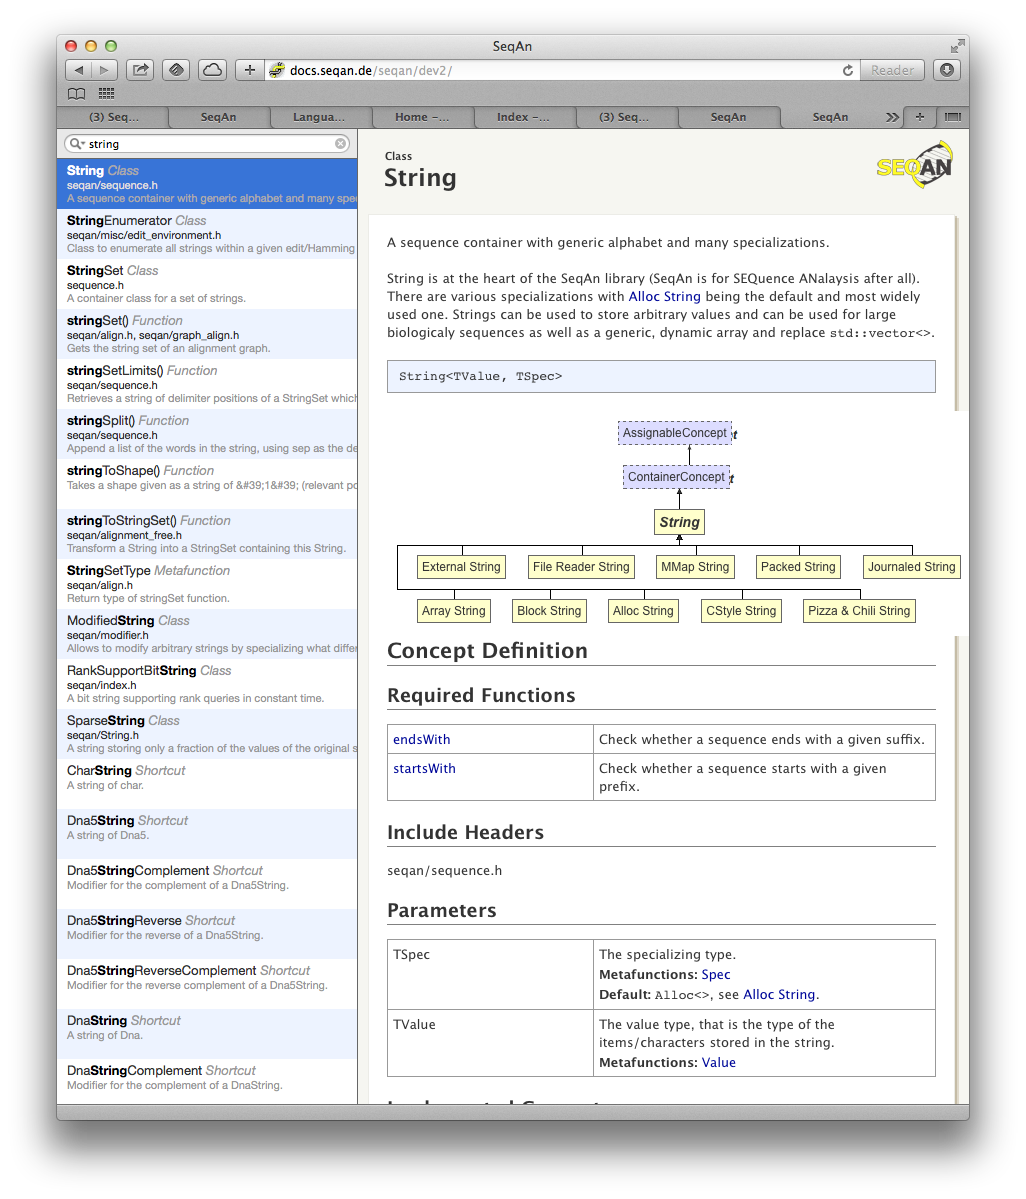 SeqAn
docs.seqan.de/seqan/dev2/
Reader
(3) Seq...
SeqAn
Langua...
Home –...
Index –...
(3) Seq...
SeqAn
SeqAn
string
String Class
seqan/sequence.h
A sequence container with generic alphabet and many spec
StringEnumerator Class
seqan/misc/edit_environment.h
Class to enumerate all strings within a given edit/Hamming
StringSet Class
sequence.h
A container class for a set of strings.
stringSet() Function
seqan/align.h, seqan/graph_align.h
Gets the string set of an alignment graph.
stringSetLimits() Function
seqan/sequence.h
Retrieves a string of delimiter positions of a StringSet which
stringSplit() Function
seqan/sequence.h
Append a list of the words in the string, using sep as the de
stringToShape() Function
Takes a shape given as a string of &#39;1&#39; (relevant po
stringToStringSet() Function
seqan/alignment_free.h
Transform a String into a StringSet containing this String.
StringSetType Metafunction
seqan/align.h
Return type of stringSet function.
ModifiedString Class
seqan/modifier.h
Allows to modify arbitrary strings by specializing what differ
RankSupportBitString Class
seqan/index.h
A bit string supporting rank queries in constant time.
SparseString Class
seqan/String.h
A string storing only a fraction of the values of the original s
CharString Shortcut
A string of char.
Dna5String Shortcut
A string of Dna5.
Dna5StringComplement Shortcut
Modifier for the complement of a Dna5String.
Dna5StringReverse Shortcut
Modifier for the reverse of a Dna5String.
Dna5StringReverseComplement Shortcut
Modifier for the reverse complement of a Dna5String.
DnaString Shortcut
A string of Dna.
DnaStringComplement Shortcut
Modifier for the complement of a DnaString.
Class
String
SEQAN
A sequence container with generic alphabet and many specializations.
String is at the heart of the SeqAn library (SeqAn is for SEQuence ANalaysis after all).
There are various specializations with Alloc String being the default and most widely
used one. Strings can be used to store arbitrary values and can be used for large
biologicaly sequences as well as a generic, dynamic array and replace std::vector<>.
String<TValue, TSpec>
AssignableConcept t
ContainerConcept t
String
External String
File Reader String
MMap String
Packed String
Journaled String
Array String
Block String
Alloc String
CStyle String
Pizza & Chili String
Concept Definition
Required Functions
endsWith
Check whether a sequence ends with a given suffix.
startsWith
Check whether a sequence starts with a given
prefix.
Include Headers
seqan/sequence.h
Parameters
TSpec
The specializing type.
Metafunctions: Spec
Default: Alloc<>, see Alloc String.
TValue
The value type, that is the type of the
items/characters stored in the string.
Metafunctions: Value